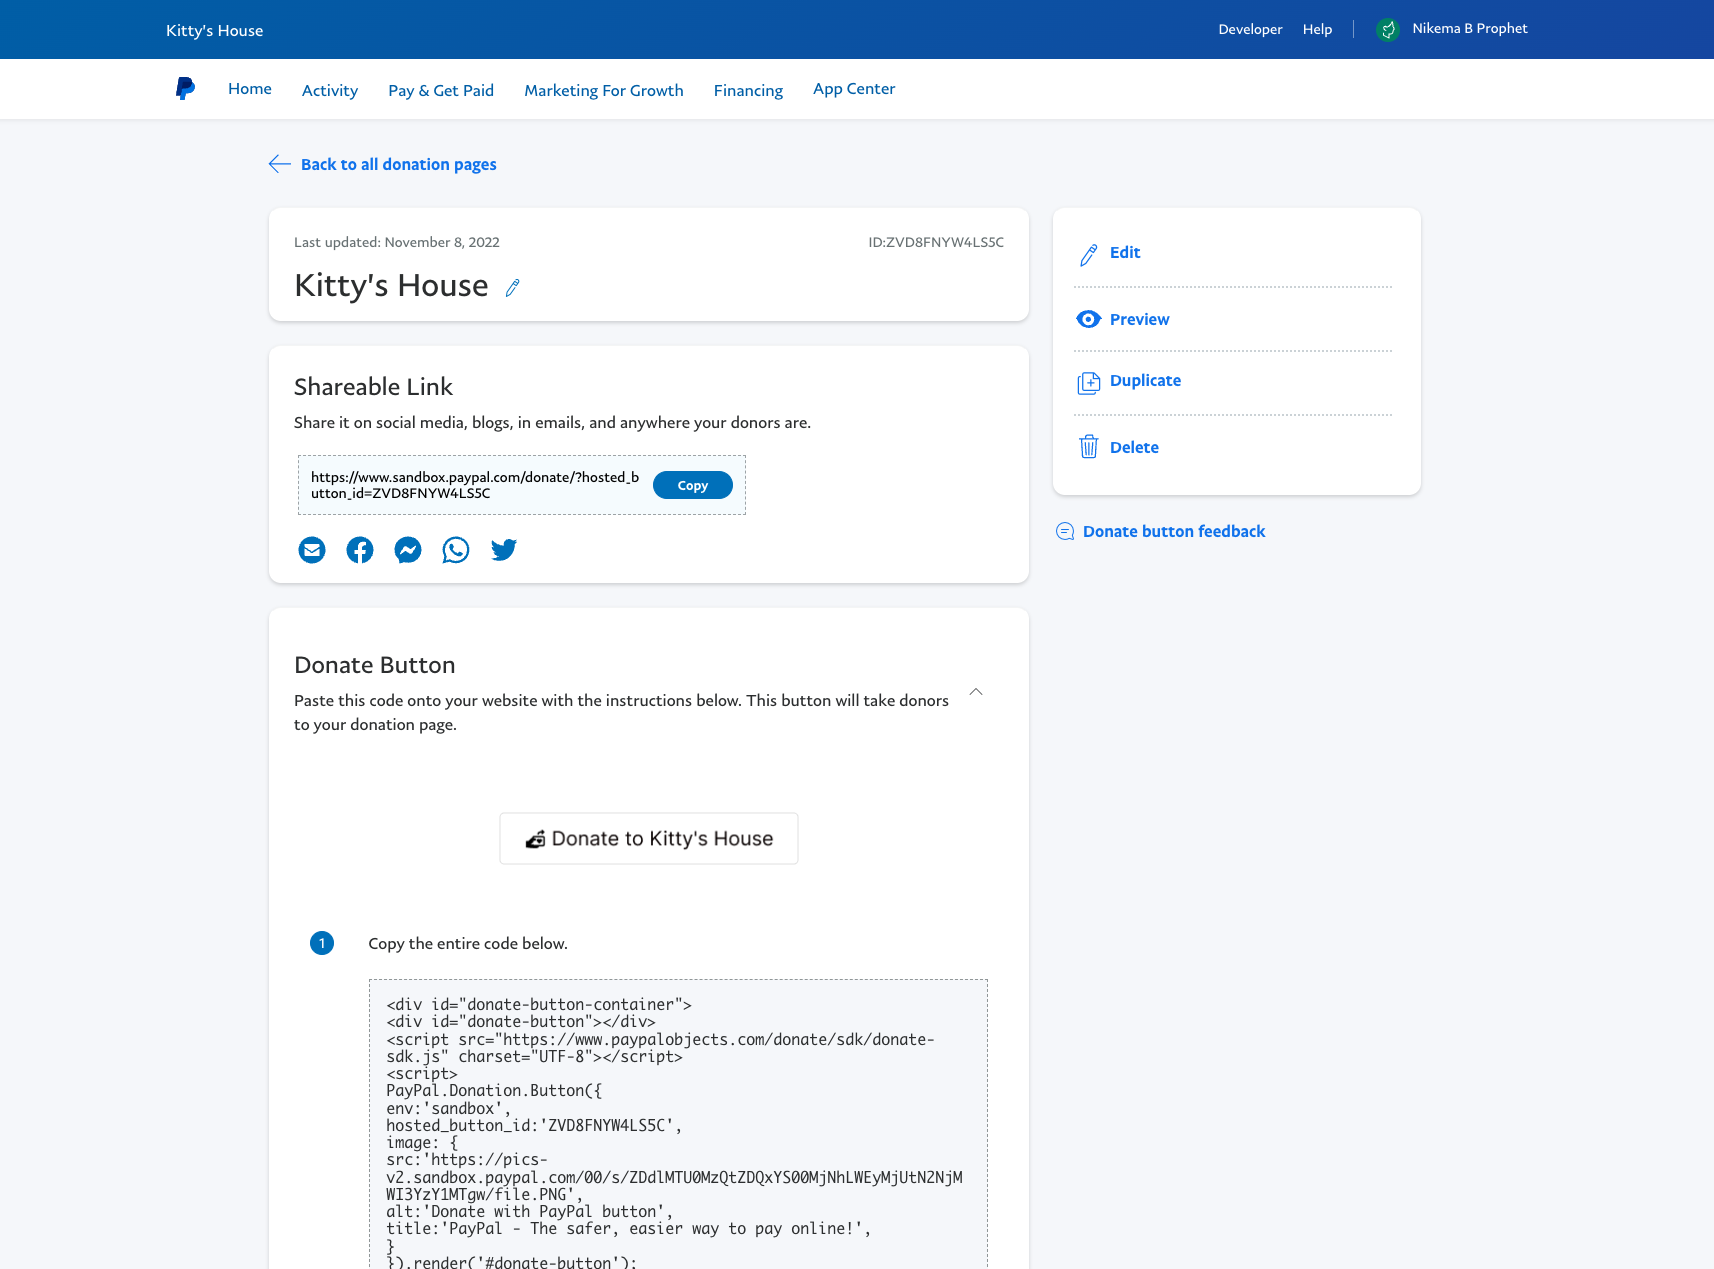 Kitty's House
Developer Help Nikema B Prophet
Home Activity Pay & Get Paid Marketing For Growth Financing App Center
Back to all donation pages
Last updated: November 8, 2022 ID:ZVD8FNYW4LS5C
Kitty's House
Edit
Preview
Duplicate
Delete
Donate button feedback
Shareable Link
Share it on social media, blogs, in emails, and anywhere your donors are.
https://www.sandbox.paypal.com/donate/?hosted_b
utton_id=ZVD8FNYW4LS5C
Copy
Donate Button
Paste this code onto your website with the instructions below. This button will take donors
to your donation page.
Donate to Kitty's House
1 Copy the entire code below.
<div id="donate-button-container">
<div id="donate-button"></div>
<script src="https://www.paypalobjects.com/donate/sdk/donate-
sdk.js" charset="UTF-8"></script>
<script>
PayPal.Donation.Button({
env:'sandbox',
hosted_button_id:'ZVD8FNYW4LS5C',
image: {
src:'https://pics-
v2.sandbox.paypal.com/00/s/ZDdlMTU0MzQtZDQxYS00MjNhLWEyMjUtN2NjM
WI3YzY1MTgw/file.PNG',
alt:'Donate with PayPal button',
title:'PayPal - The safer, easier way to pay online!',
}
}).render('#donate-button');